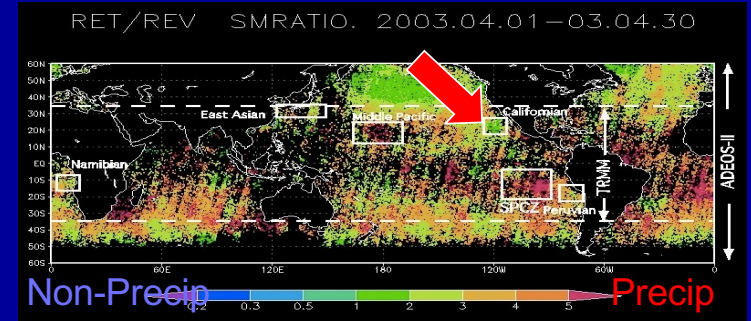 RET/REV SMRATIO. 2003.04.01−03.04.30
60N
50N
40N
30N
20N
10N
EQ
10S
20S
30S
40S
50S
60S
East Asian
Middle Pacific
Californian
Namibian
SPCZ
Peruvian
TRMM
ADEOS-II
0
60E
120E
180
120W
60W
0
Non-Precip
Precip
0.3 0.5 1 2 3 4 5